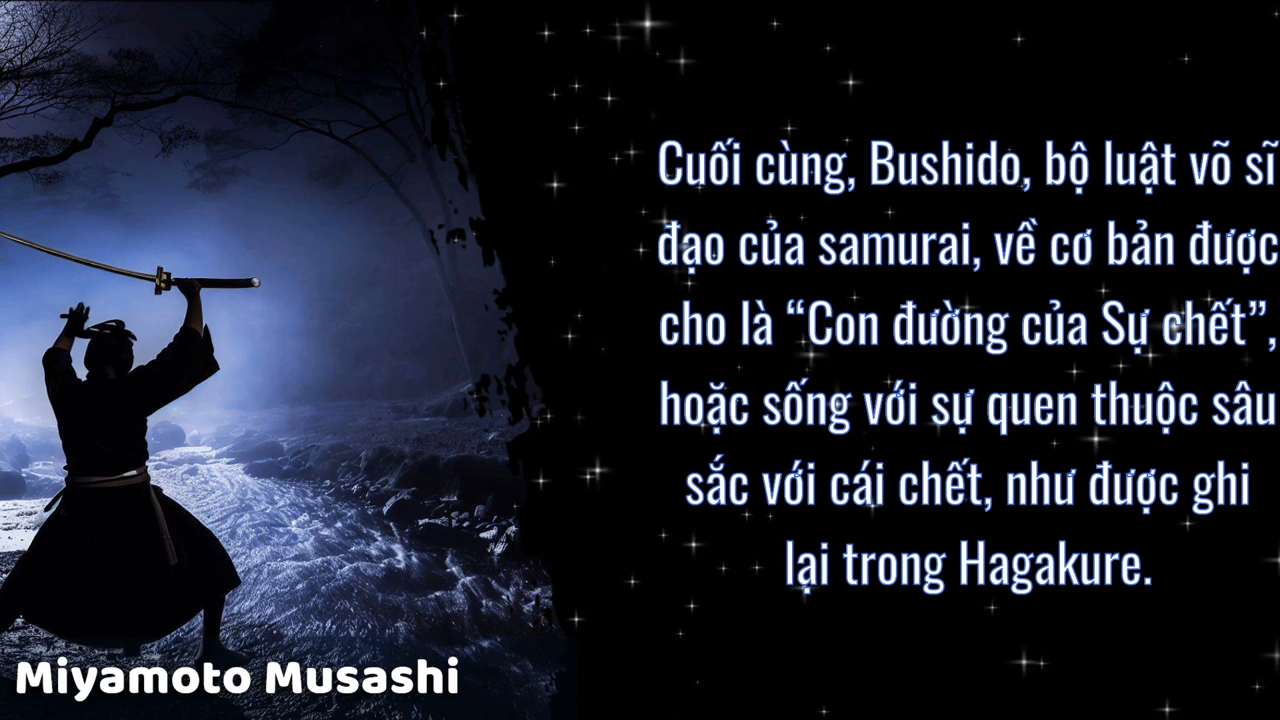 Cuối cùng, Bushido, bộ luật võ sĩ
đạo của samurai, về cơ bản được
cho là “Con đường của Sự chết”,
hoặc sống với sự quen thuộc sâu
sắc với cái chết, như được ghi
lại trong Hagakure.
Miyamoto Musashi